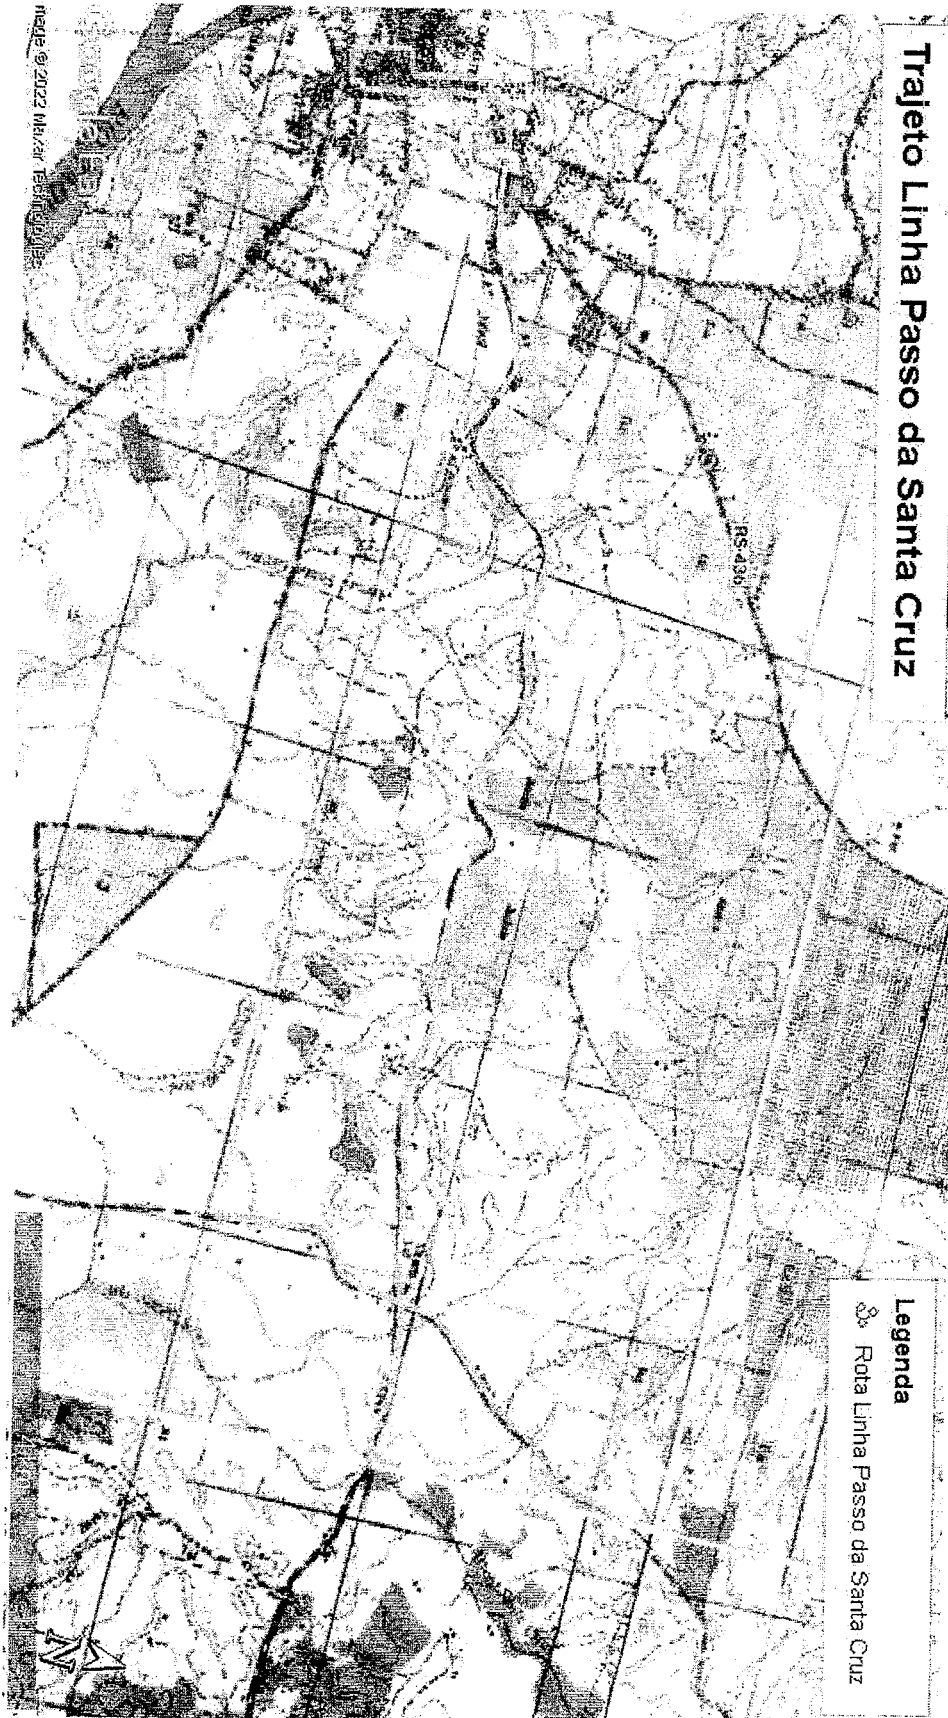 Trajeto Linha Passo da Santa Cruz
RS-436
Legenda
Rota Linha Passo da Santa Cruz
N
Image © 2022 Maxar Technologies